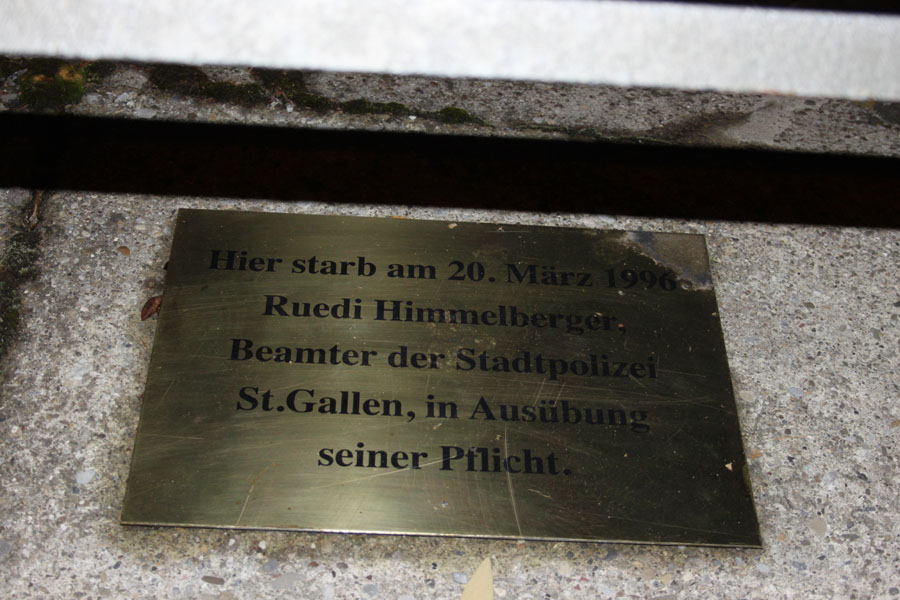 Hier starb am 20. März 1996
Ruedi Himmelberger,
Beamter der Stadtpolizei
St.Gallen, in Ausübung
seiner Pflicht.